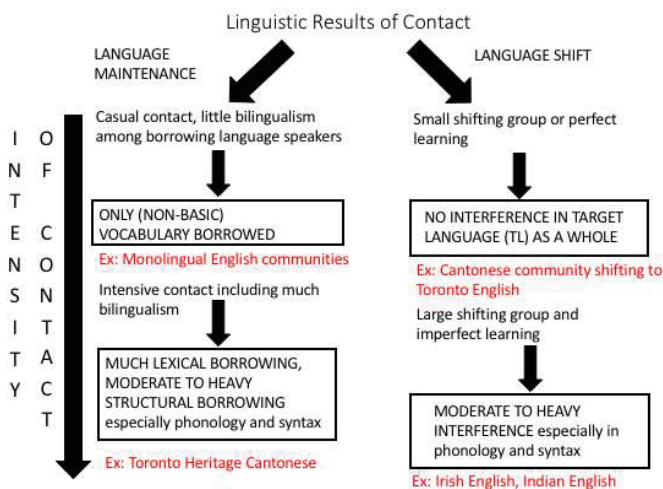 Linguistic Results of Contact
LANGUAGE
MAINTENANCE
LANGUAGE SHIFT
INTENSITY
OF CONTACT
Casual contact, little bilingualism
among borrowing language speakers
ONLY (NON-BASIC)
VOCABULARY BORROWED
Ex: Monolingual English communities
Intensive contact including much
bilingualism
MUCH LEXICAL BORROWING,
MODERATE TO HEAVY
STRUCTURAL BORROWING
especially phonology and syntax
Ex: Toronto Heritage Cantonese
Small shifting group or perfect
learning
NO INTERFERENCE IN TARGET
LANGUAGE (TL) AS A WHOLE
Ex: Cantonese community shifting to
Toronto English
Large shifting group and
imperfect learning
MODERATE TO HEAVY
INTERFERENCE especially in
phonology and syntax
Ex: Irish English, Indian English